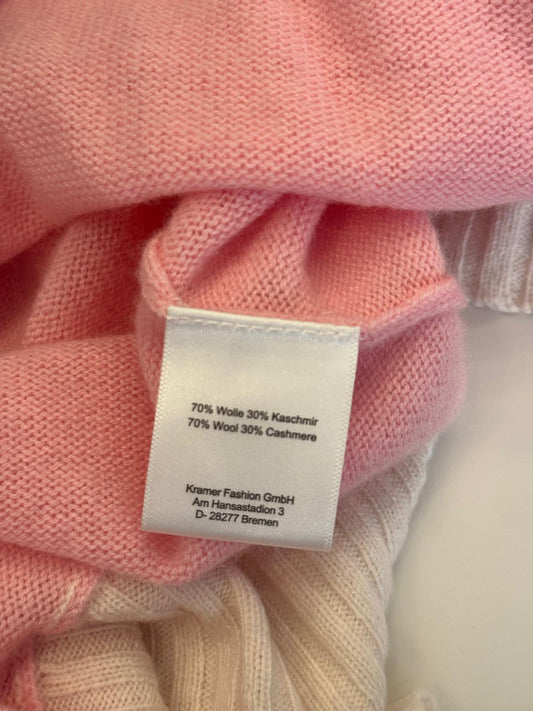 70% Wolle 30% Kaschmir
70% Wool 30% Cashmere
Kramer Fashion GmbH
Am Hansastadion 3
D- 28277 Bremen